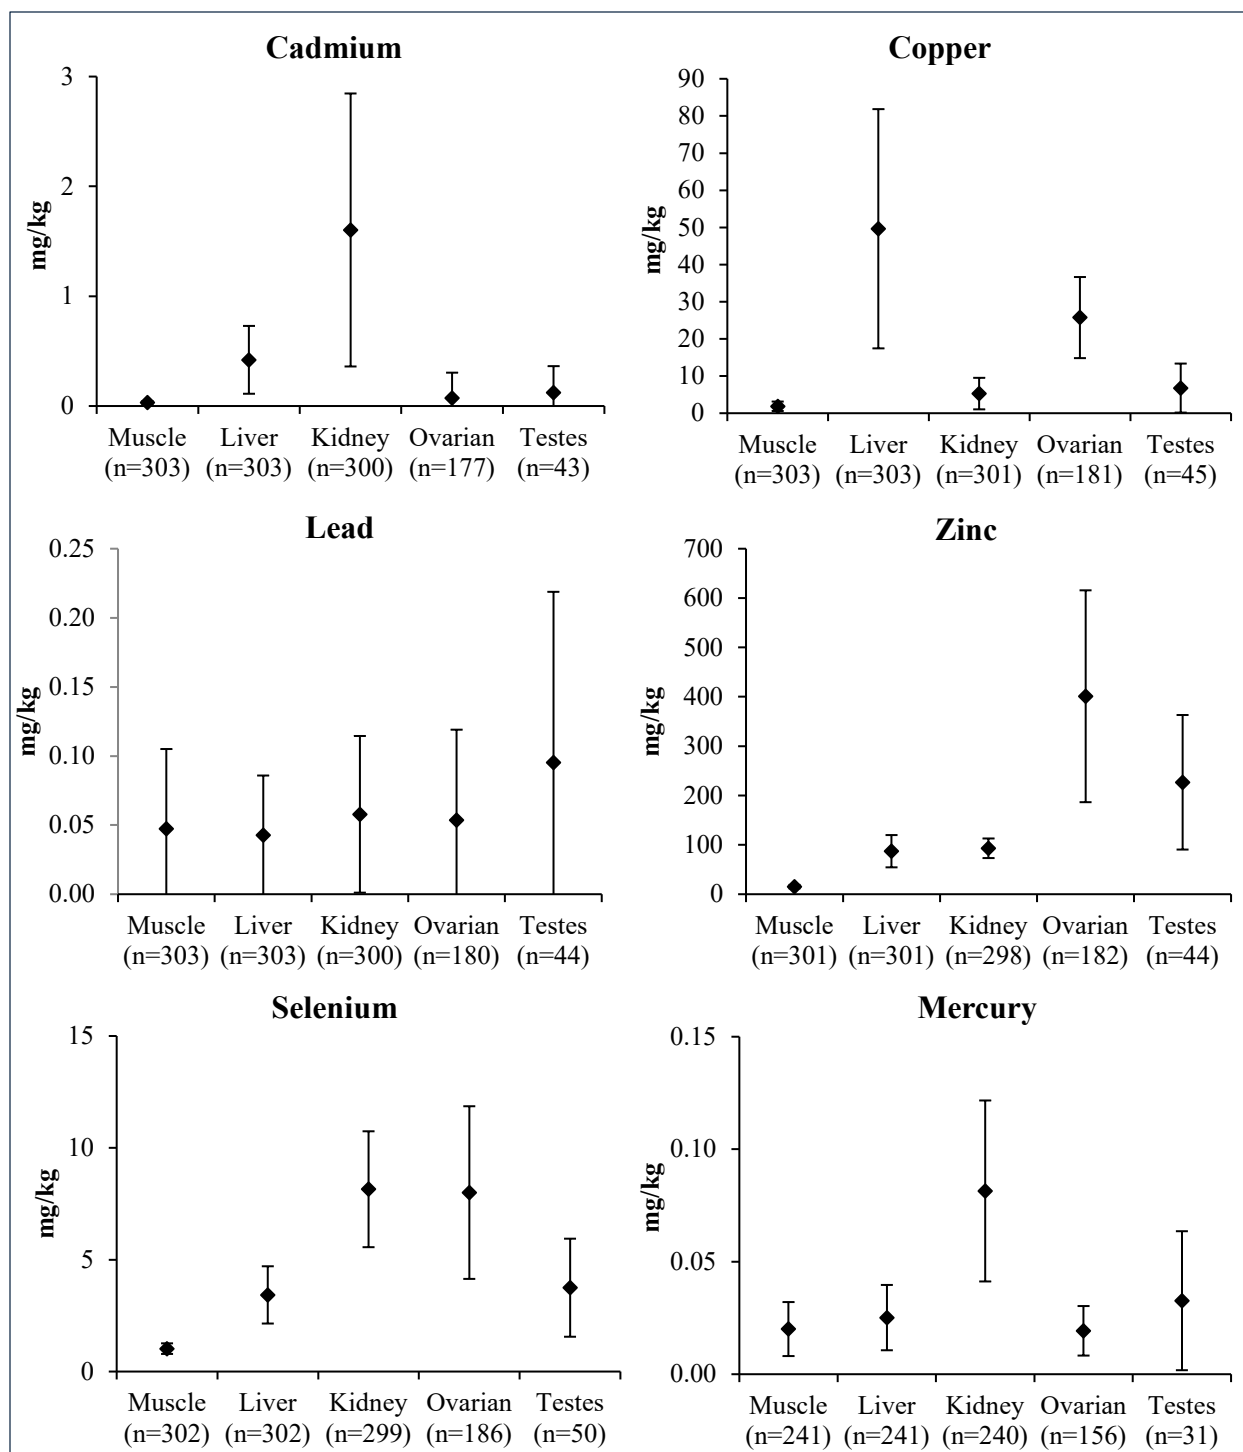 Cadmium
3
2
1
0
mg/kg
Muscle Liver Kidney Ovarian Testes
(n=303) (n=303) (n=300) (n=177) (n=43)
Copper
90
80
70
60
50
40
30
20
10
0
mg/kg
Muscle Liver Kidney Ovarian Testes
(n=303) (n=303) (n=301) (n=181) (n=45)
Lead
0.25
0.20
0.15
0.10
0.05
0.00
mg/kg
Muscle Liver Kidney Ovarian Testes
(n=303) (n=303) (n=300) (n=180) (n=44)
Zinc
700
600
500
400
300
200
100
0
mg/kg
Muscle Liver Kidney Ovarian Testes
(n=301) (n=301) (n=298) (n=182) (n=44)
Selenium
15
10
5
0
mg/kg
Muscle Liver Kidney Ovarian Testes
(n=302) (n=302) (n=299) (n=186) (n=50)
Mercury
0.15
0.10
0.05
0.00
mg/kg
Muscle Liver Kidney Ovarian Testes
(n=241) (n=241) (n=240) (n=156) (n=31)